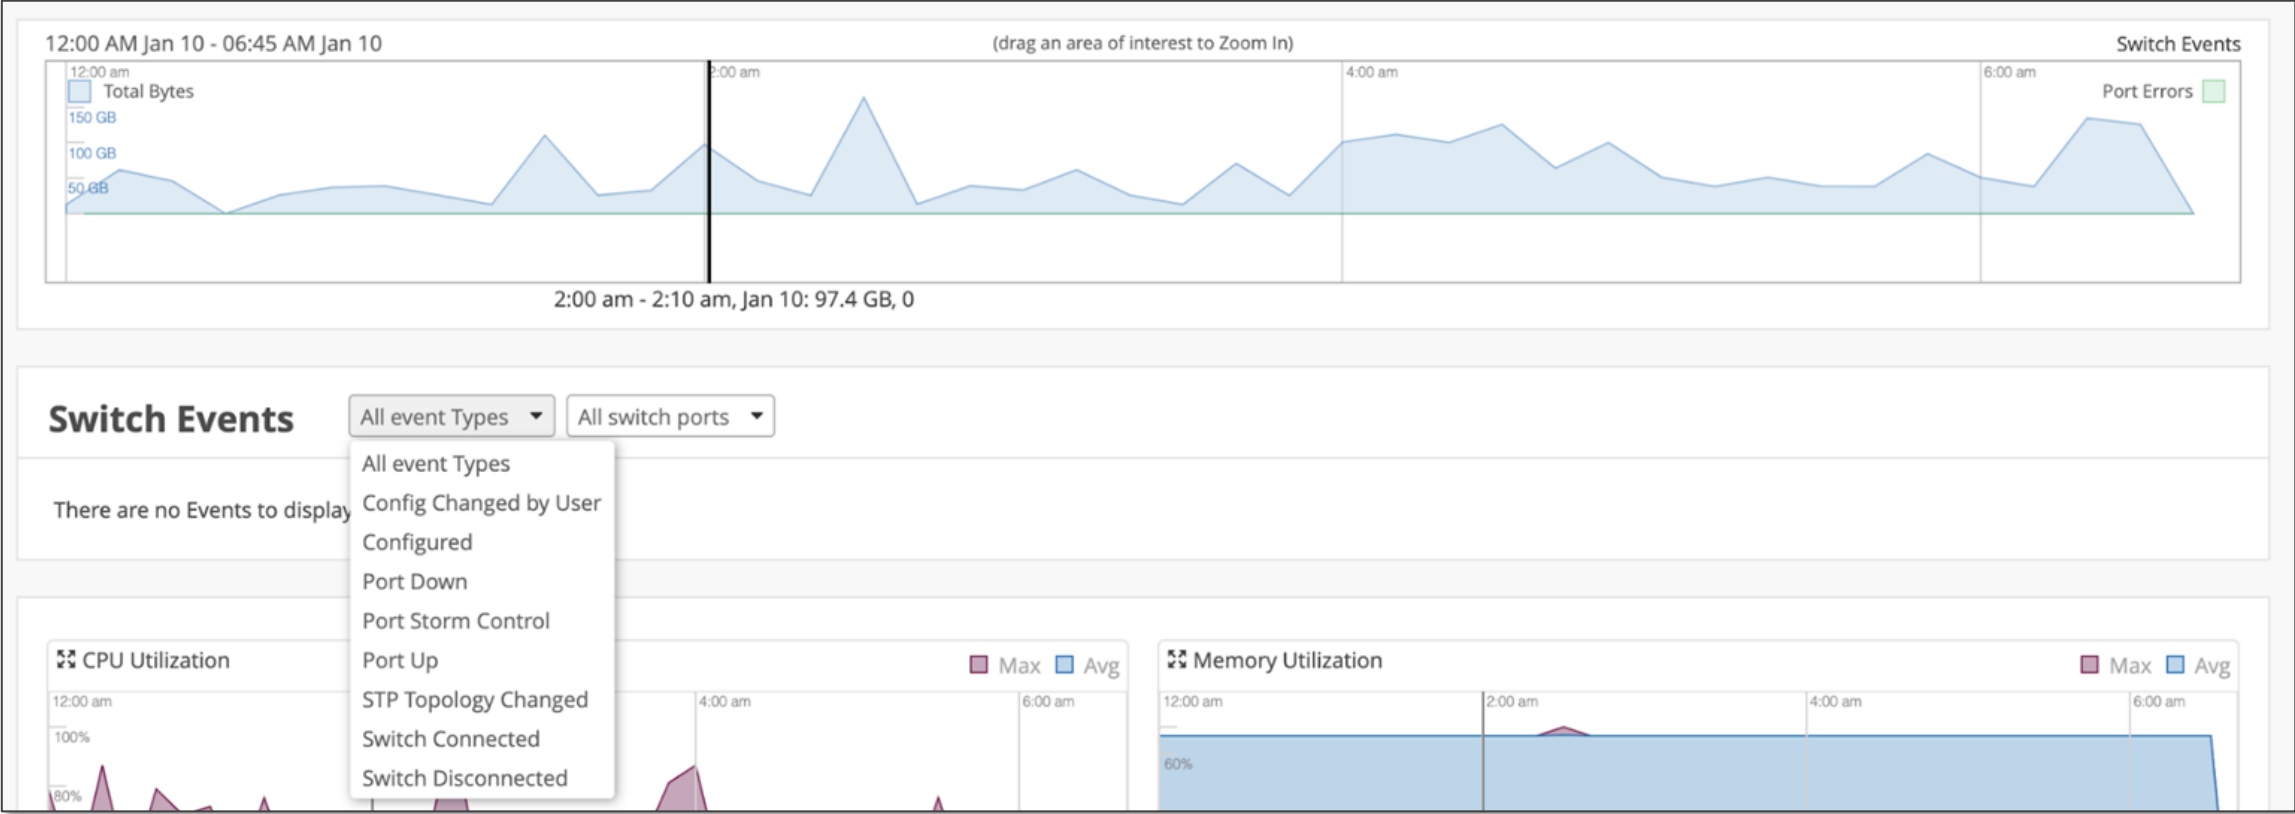 12:00 AM Jan 10 - 06:45 AM Jan 10
(drag an area of interest to Zoom In)
Switch Events
12:00 am
2:00 am
4:00 am
6:00 am
Total Bytes
Port Errors
150 GB
100 GB
50 GB
2:00 am - 2:10 am, Jan 10: 97.4 GB, 0
Switch Events
All event Types
All switch ports
All event Types
Config Changed by User
Configured
Port Down
Port Storm Control
Port Up
STP Topology Changed
Switch Connected
Switch Disconnected
There are no Events to display
CPU Utilization
Max
Avg
12:00 am
4:00 am
6:00 am
100%
80%
Memory Utilization
Max
Avg
12:00 am
2:00 am
4:00 am
6:00 am
60%